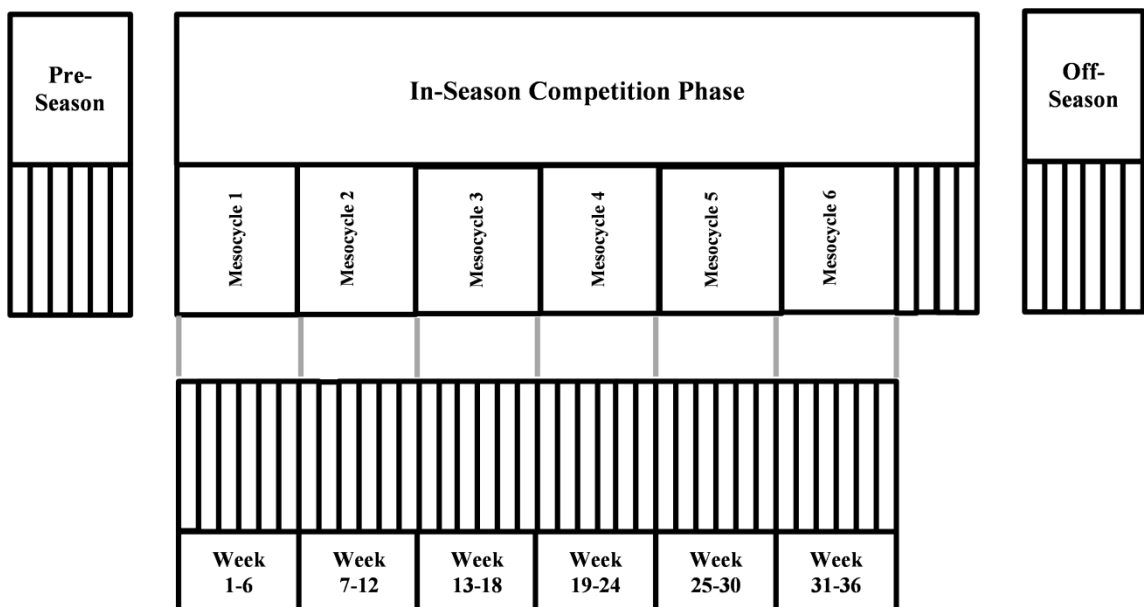 Pre-
Season
In-Season Competition Phase
Off-
Season
Mesocycle 1
Mesocycle 2
Mesocycle 3
Mesocycle 4
Mesocycle 5
Mesocycle 6
Week
1-6
Week
7-12
Week
13-18
Week
19-24
Week
25-30
Week
31-36